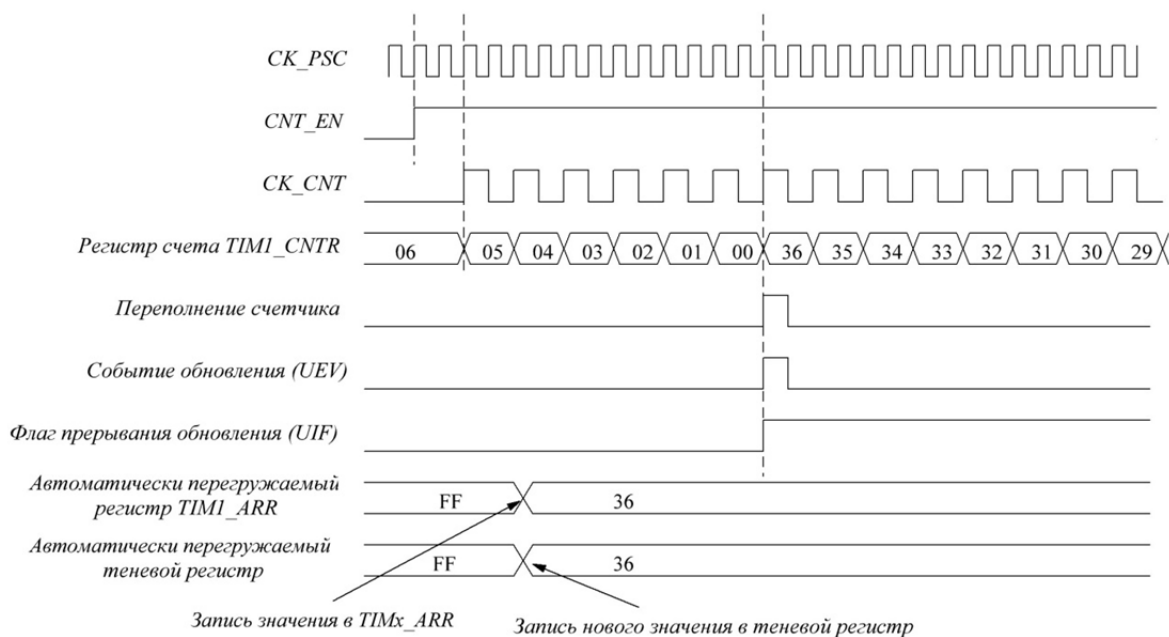 CK_PSC
CNT_EN
CK_CNT
Регистр счета TIM1_CNTR
06 05 04 03 02 01 00 36 35 34 33 32 31 30 29
Переполнение счетчика
Событие обновления (UEV)
Флаг прерывания обновления (UIF)
Автоматически перегружаемый
регистр TIM1_ARR
FF 36
Автоматически перегружаемый
теневой регистр
FF 36
Запись значения в TIMx_ARR
Запись нового значения в теневой регистр